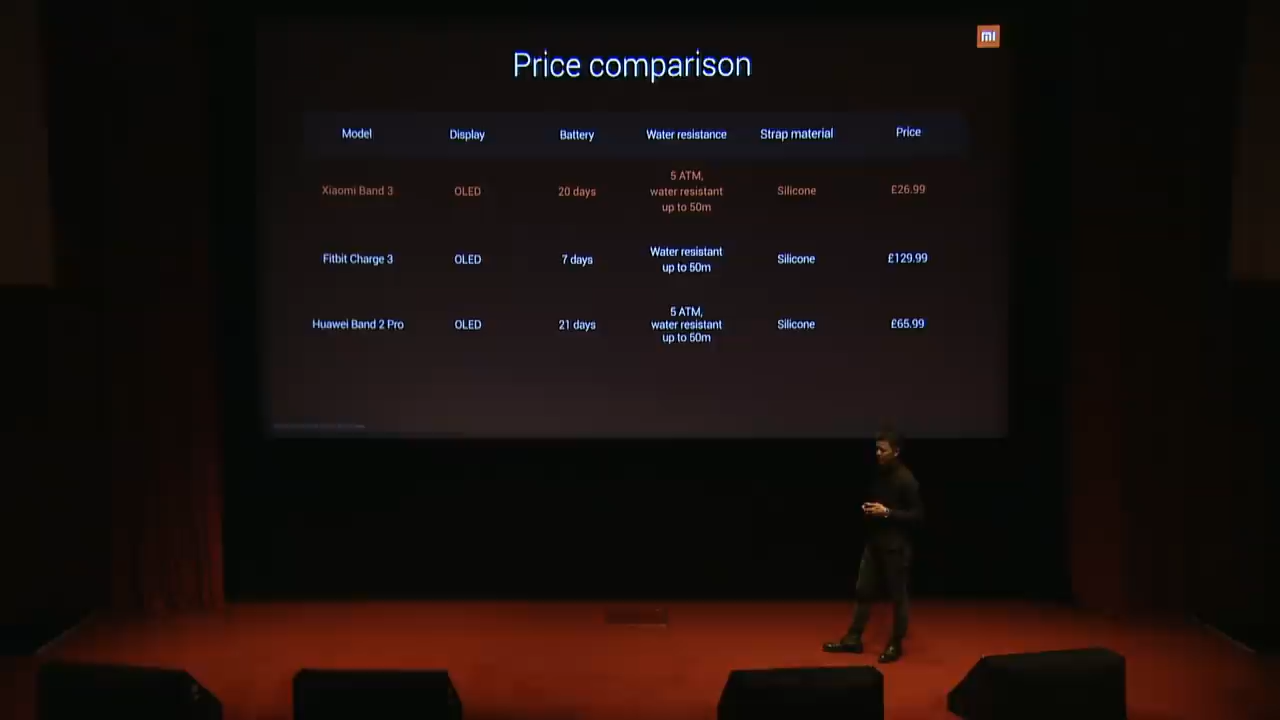 mi
Price comparison
Model Display Battery Water resistance Strap material Price
Xiaomi Band 3 OLED 20 days 5 ATM, Silicone £26.99
water resistant
up to 50m
Fitbit Charge 3 OLED 7 days Water resistant Silicone £129.99
up to 50m
Huawei Band 2 Pro OLED 21 days 5 ATM, Silicone £65.99
water resistant
up to 50m